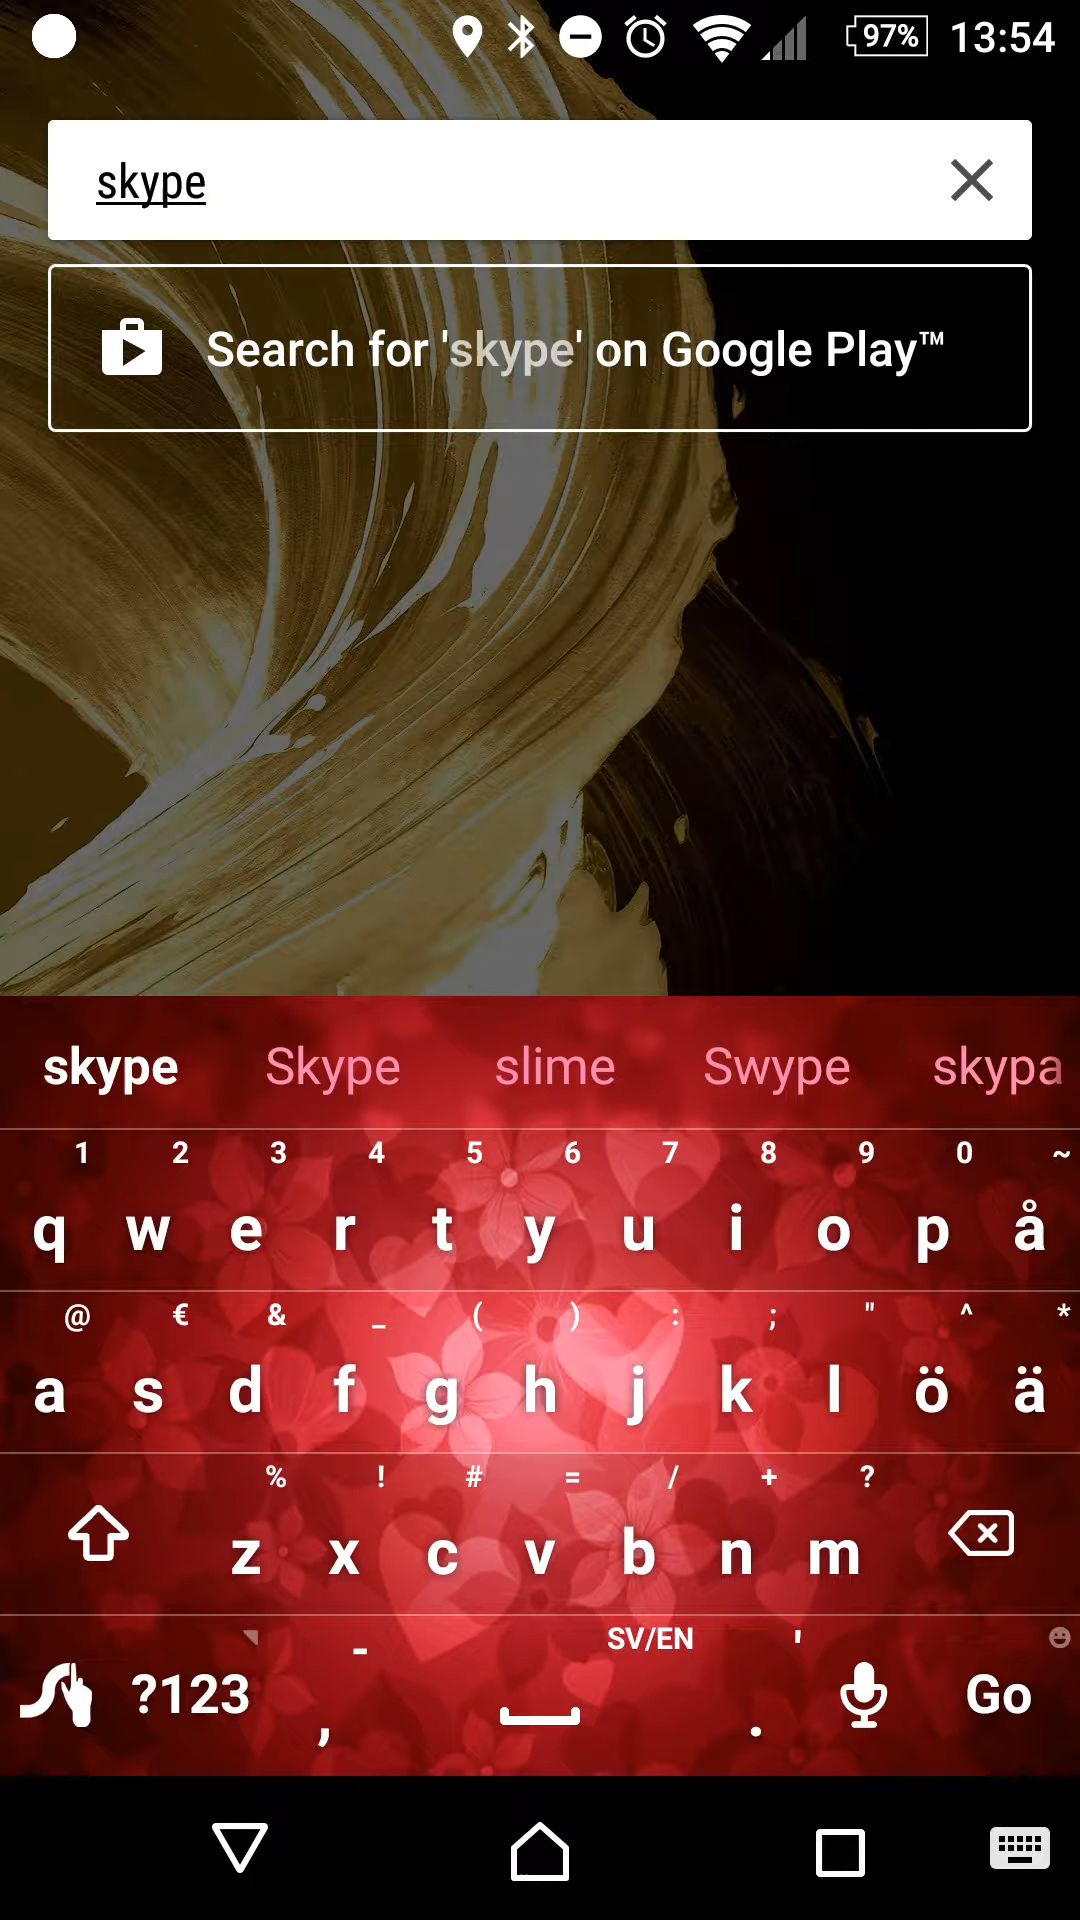 97% 13:54
skype
Search for 'skype' on Google Play™
skype Skype slime Swype skypa
1 2 3 4 5 6 7 8 9 0 ~
q w e r t y u i o p å
@ € & _ ( ) : ; " ^ *
a s d f g h j k l ö ä
% ! # = / + ?
z x c v b n m
- SV/EN '
?123 , . Go